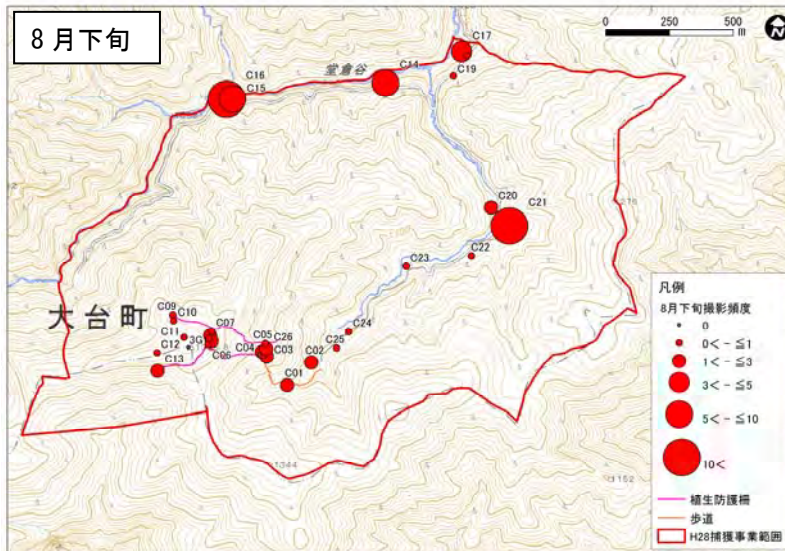 8月下旬
0 250 500
m
N
C17
C19
堂倉谷
C14
C16
C15
C20
C21
1276
C22
C23
C24
C25
大台町
C09
C10
C11
C12
C13
3G
C07
C06
C05
C26
C04
C03
C02
C01
1344
1152
凡例
8月下旬撮影頻度
0
0< - ≦1
1< - ≦3
3< - ≦5
5< - ≦10
10<
植生防護柵
歩道
H28捕獲事業範囲